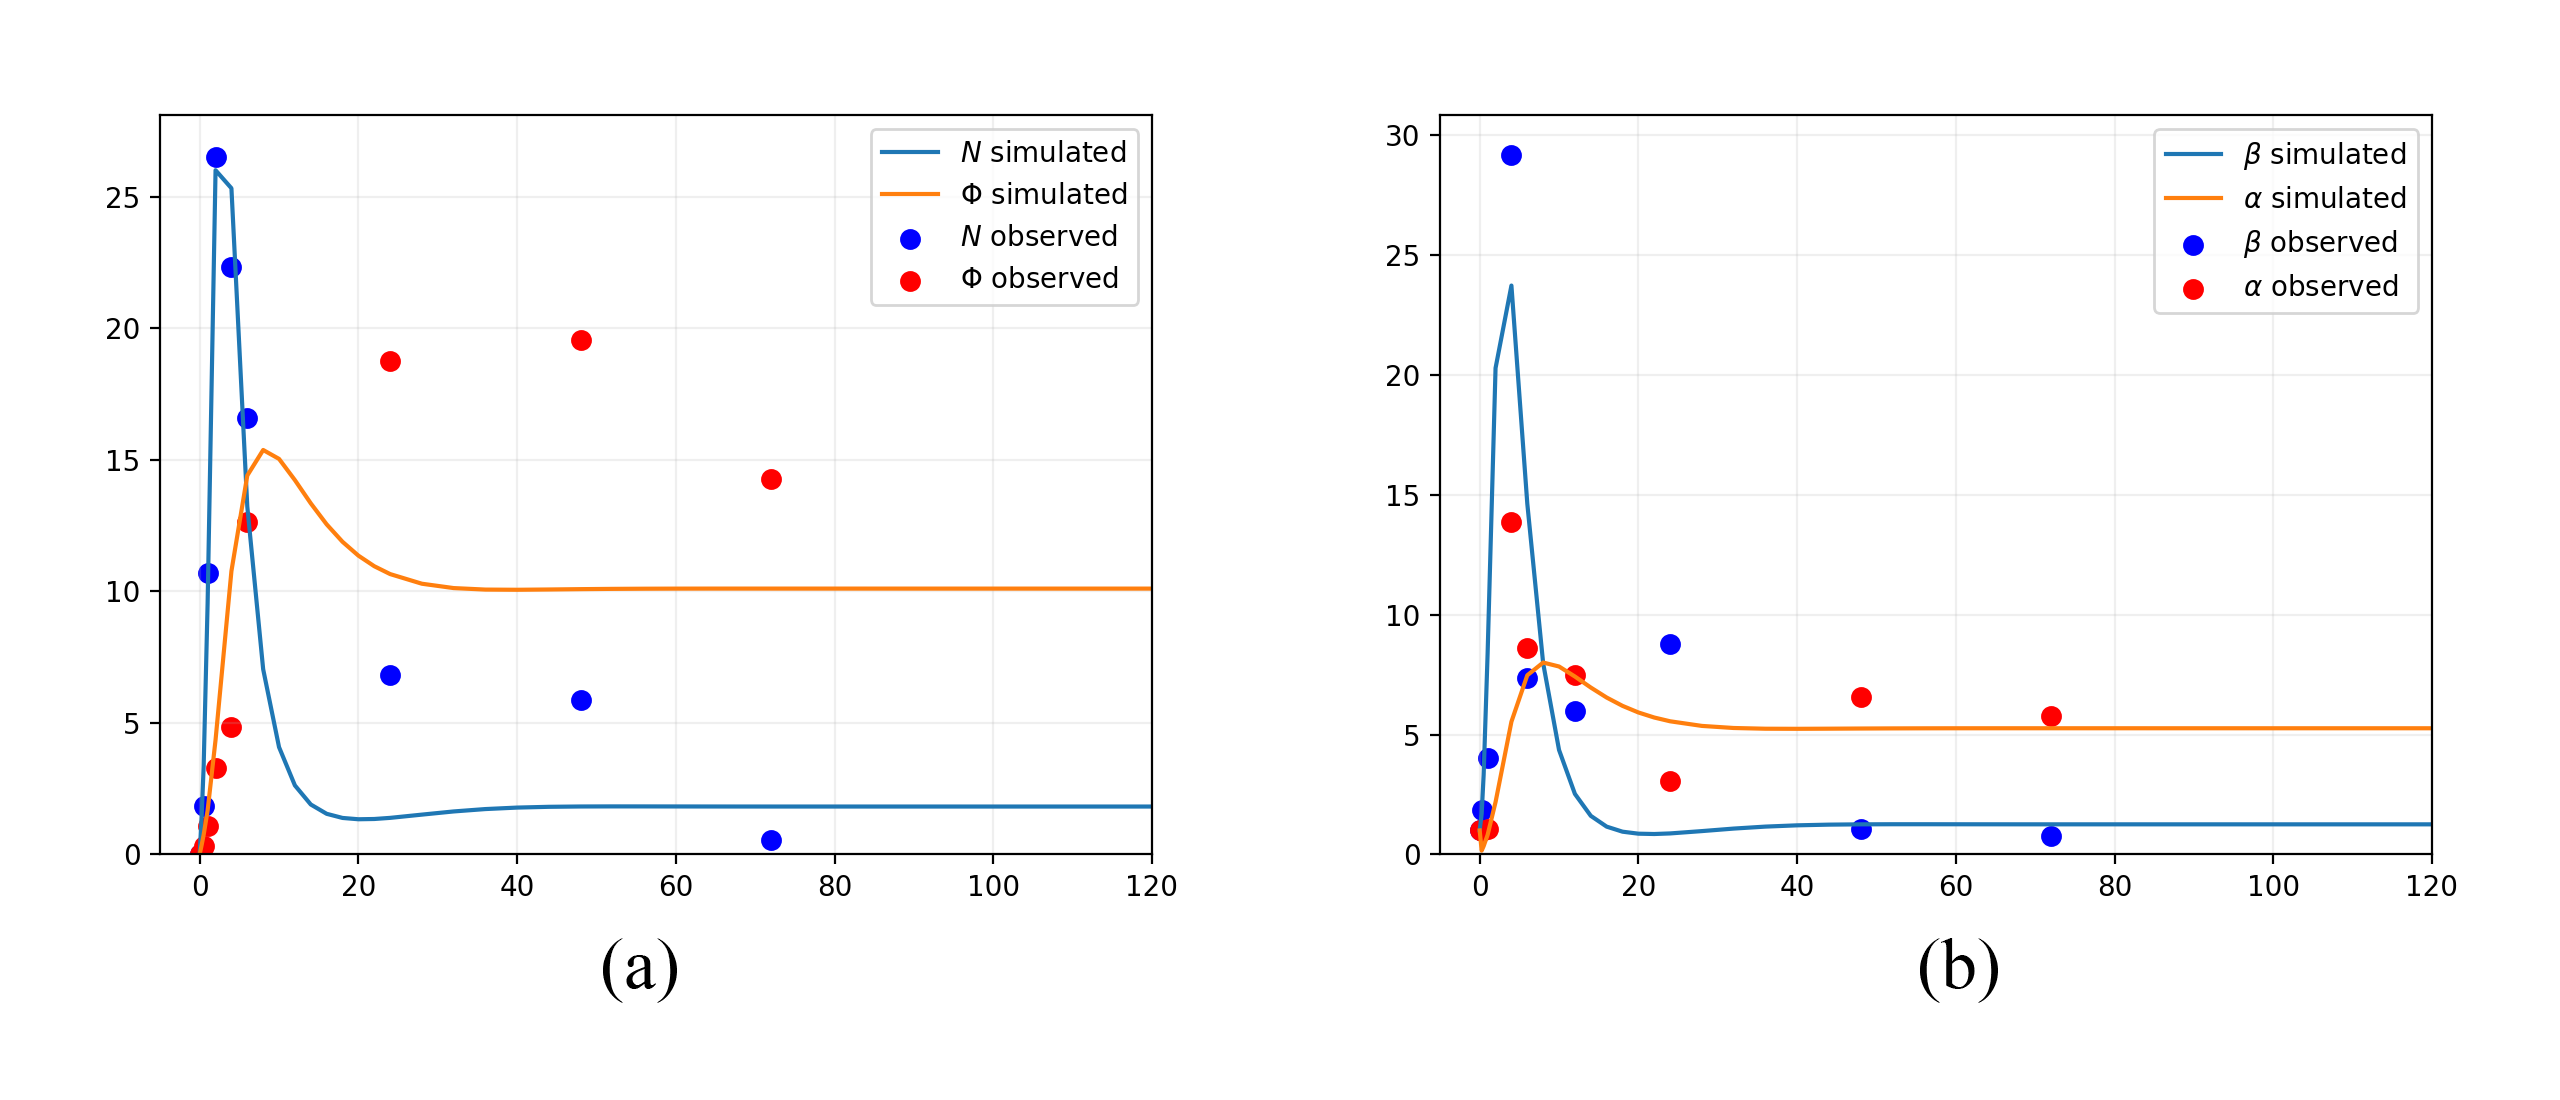 25
20
15
10
5
0
0 20 40 60 80 100 120
N simulated
Φ simulated
N observed
Φ observed
(a)
30
25
20
15
10
5
0
0 20 40 60 80 100 120
β simulated
α simulated
β observed
α observed
(b)